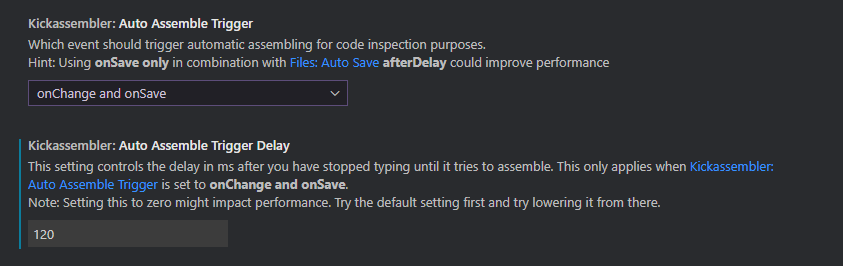 Kickassembler: Auto Assemble Trigger
Which event should trigger automatic assembling for code inspection purposes.
Hint: Using onSave only in combination with Files: Auto Save afterDelay could improve performance
onChange and onSave
Kickassembler: Auto Assemble Trigger Delay
This setting controls the delay in ms after you have stopped typing until it tries to assemble. This only applies when Kickassembler:
Auto Assemble Trigger is set to onChange and onSave.
Note: Setting this to zero might impact performance. Try the default setting first and try lowering it from there.
120